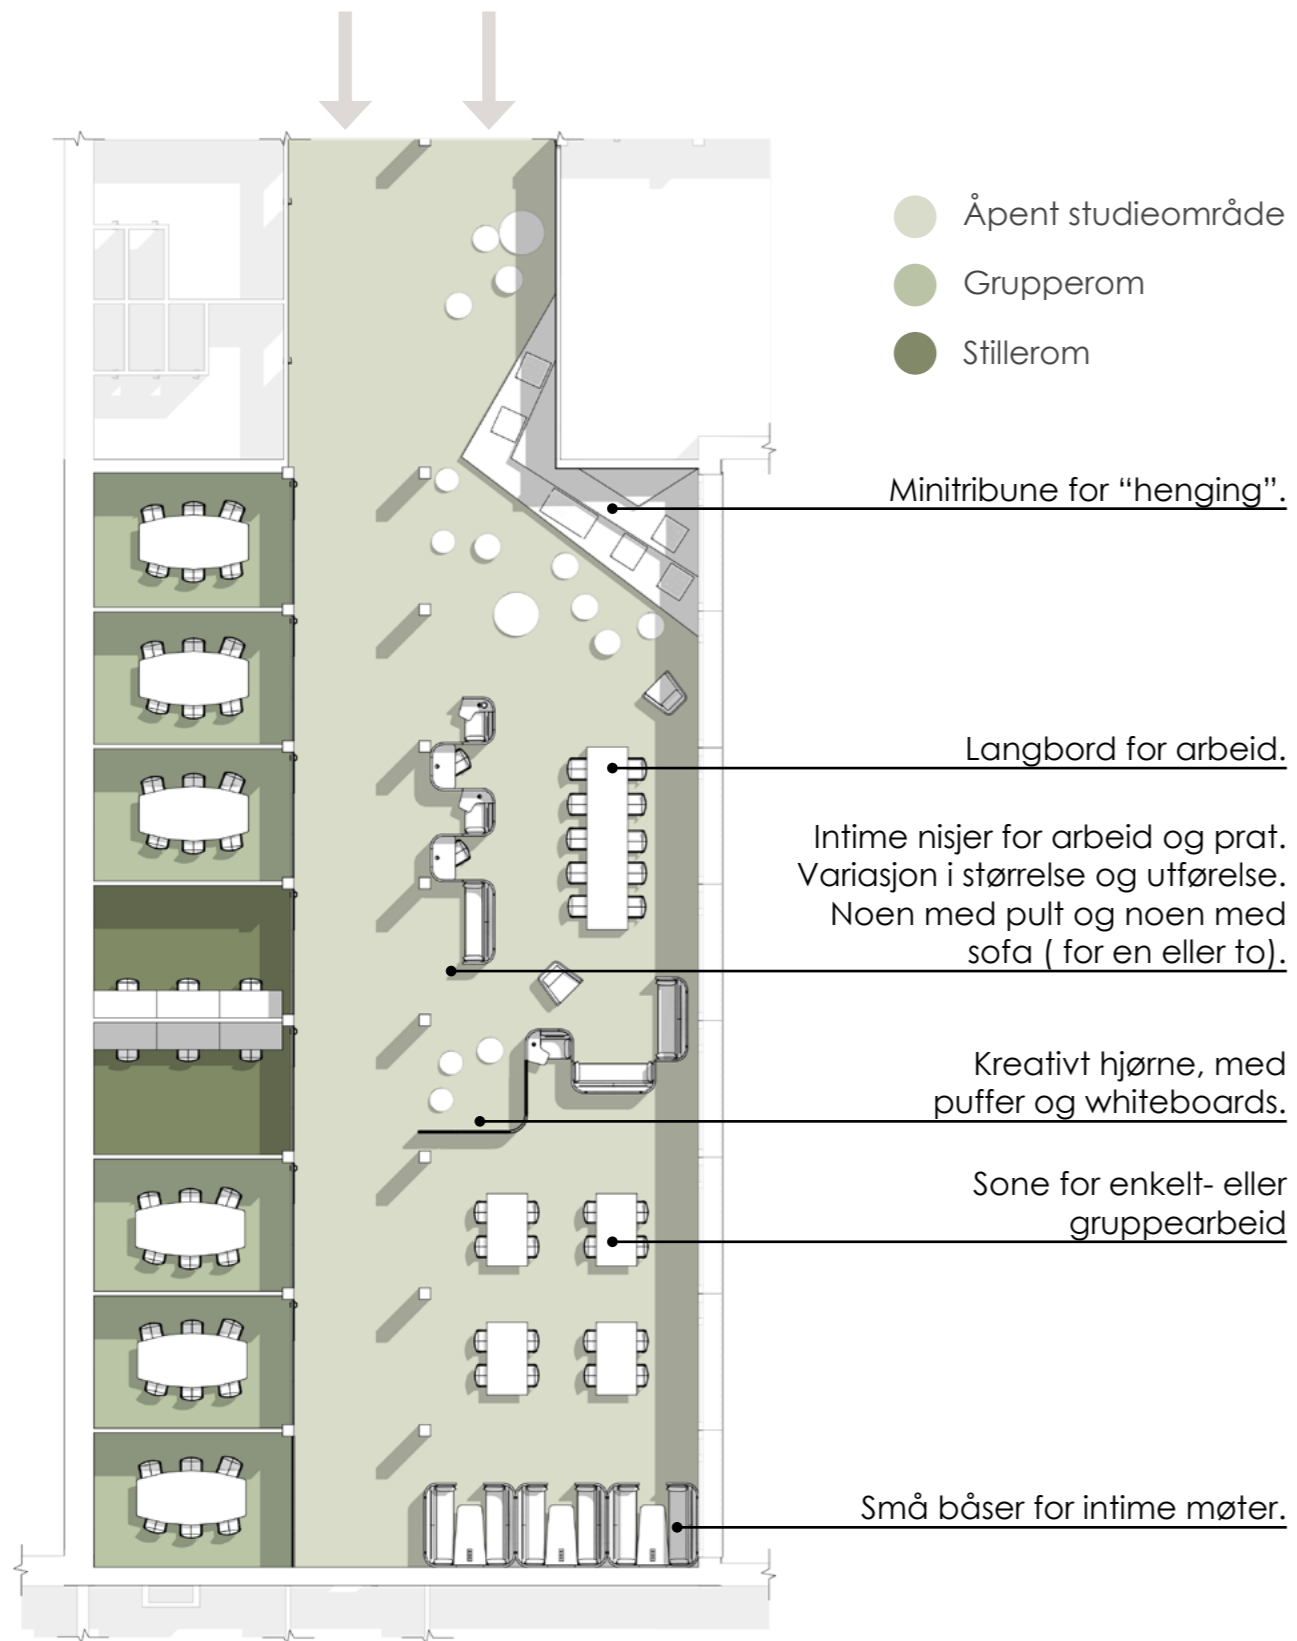 Åpent studieområde
Grupperom
Stillerom
Minitribune for “henging”.
Langbord for arbeid.
Intime nisjer for arbeid og prat.
Variasjon i størrelse og utførelse.
Noen med pult og noen med
sofa ( for en eller to).
Kreativt hjørne, med
puffer og whiteboards.
Sone for enkelt- eller
gruppearbeid
Små båser for intime møter.